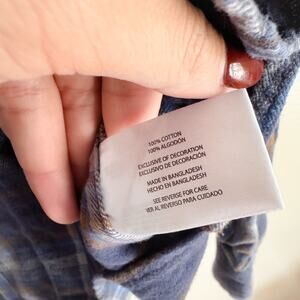 100% COTTON
100% ALGODÓN
EXCLUSIVE OF DECORATION
EXCLUSIVO DE DECORACIÓN
MADE IN BANGLADESH
HECHO EN BANGLADESH
SEE REVERSE FOR CARE
VER AL REVERSO PARA CUIDADO